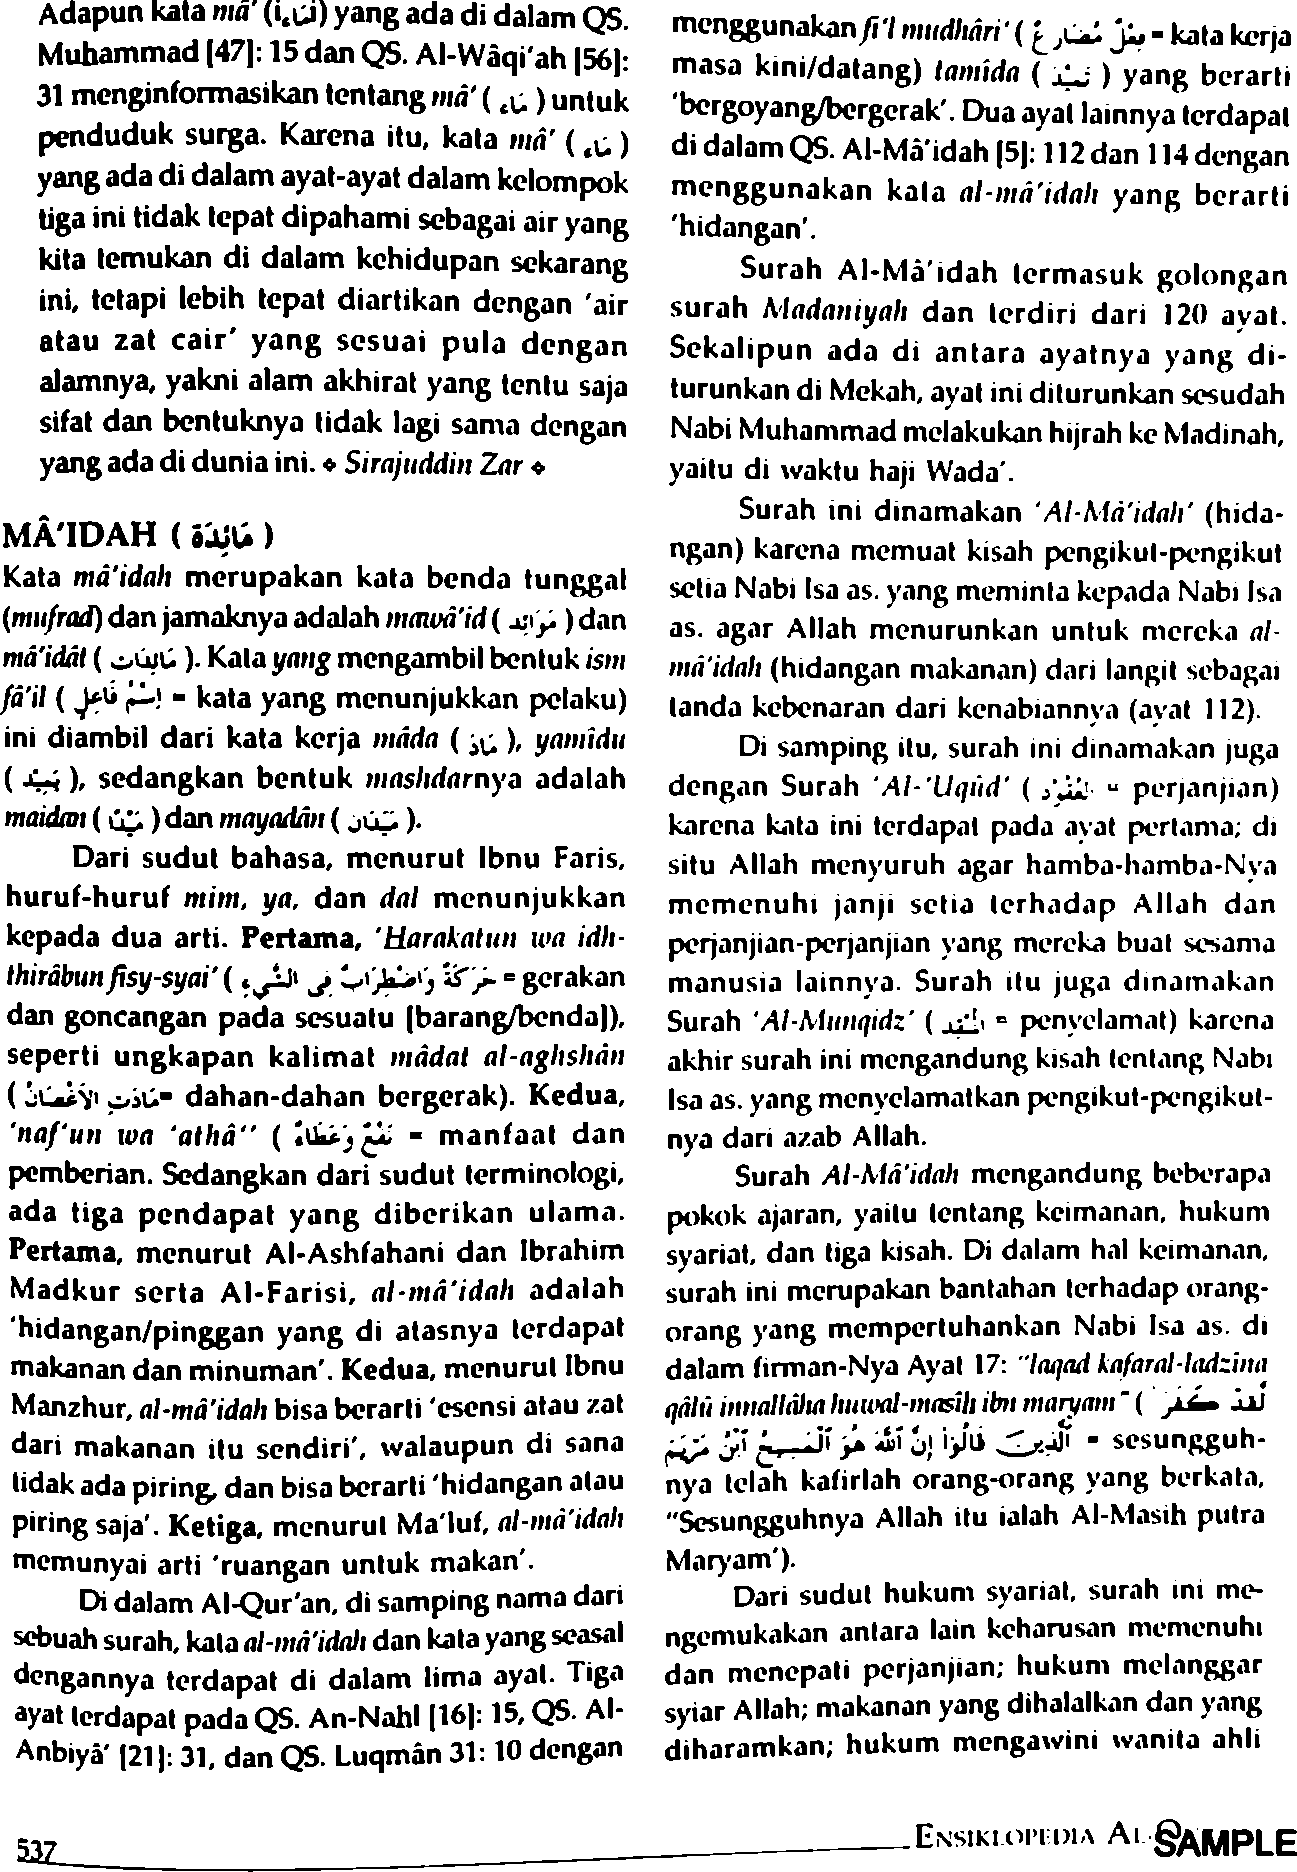 Adapun kata mâ' (مَاء) yang ada di dalam QS.
Muhammad [47]: 15 dan QS. Al-Wâqi'ah [56]:
31 menginformasikan tentang mâ' ( مَاء ) untuk
penduduk surga. Karena itu, kata mâ' ( مَاء )
yang ada di dalam ayat-ayat dalam kelompok
tiga ini tidak tepat dipahami sebagai air yang
kita temukan di dalam kehidupan sekarang
ini, tetapi lebih tepat diartikan dengan 'air
atau zat cair' yang sesuai pula dengan
alamnya, yakni alam akhirat yang tentu saja
sifat dan bentuknya tidak lagi sama dengan
yang ada di dunia ini. ❖ Sirajuddin Zar ❖
MÂ'IDAH ( مَائِدَة )
Kata mâ'idah merupakan kata benda tunggal
(mufrad) dan jamaknya adalah mawâ'id ( مَوَائِد ) dan
mâ'idât ( مَائِدَات ). Kata yang mengambil bentuk ism
fâ'il ( اِسْمُ فَاعِل = kata yang menunjukkan pelaku)
ini diambil dari kata kerja mâda ( مَادَ ), yamîdu
( يَمِيْدُ ), sedangkan bentuk mashdarnya adalah
maidan ( مَيْدًا ) dan mayadân ( مَيَدَان ).
Dari sudut bahasa, menurut Ibnu Faris,
huruf-huruf mim, ya, dan dal menunjukkan
kepada dua arti. Pertama, 'Harakatun wa idh-
thirâbun fisy-syai' ( حَرَكَةٌ وَاضْطِرَابٌ فِى الشَّيْءِ = gerakan
dan goncangan pada sesuatu [barang/benda]),
seperti ungkapan kalimat mâdat al-aghshân
( مَادَتِ الأَغْصَانُ = dahan-dahan bergerak). Kedua,
'naf'un wa 'athâ'' ( نَفْعٌ وَعَطَاءٌ = manfaat dan
pemberian. Sedangkan dari sudut terminologi,
ada tiga pendapat yang diberikan ulama.
Pertama, menurut Al-Ashfahani dan Ibrahim
Madkur serta Al-Farisi, al-mâ'idah adalah
'hidangan/pinggan yang di atasnya terdapat
makanan dan minuman'. Kedua, menurut Ibnu
Manzhur, al-mâ'idah bisa berarti 'esensi atau zat
dari makanan itu sendiri', walaupun di sana
tidak ada piring, dan bisa berarti 'hidangan atau
piring saja'. Ketiga, menurut Ma'luf, al-mâ'idah
memunyai arti 'ruangan untuk makan'.
Di dalam Al-Qur'an, di samping nama dari
sebuah surah, kata al-mâ'idah dan kata yang seasal
dengannya terdapat di dalam lima ayat. Tiga
ayat terdapat pada QS. An-Nahl [16]: 15, QS. Al-
Anbiyâ' [21]: 31, dan QS. Luqmân 31: 10 dengan
menggunakan fi'l mudhâri' ( فِعْلٌ مُضَارِعٌ = kata kerja
masa kini/datang) tamîda ( تَمِيْدَ ) yang berarti
'bergoyang/bergerak'. Dua ayat lainnya terdapat
di dalam QS. Al-Mâ'idah [5]: 112 dan 114 dengan
menggunakan kata al-mâ'idah yang berarti
'hidangan'.
Surah Al-Mâ'idah termasuk golongan
surah Madaniyah dan terdiri dari 120 ayat.
Sekalipun ada di antara ayatnya yang di-
turunkan di Mekah, ayat ini diturunkan sesudah
Nabi Muhammad melakukan hijrah ke Madinah,
yaitu di waktu haji Wada'.
Surah ini dinamakan 'Al-Mâ'idah' (hida-
ngan) karena memuat kisah pengikut-pengikut
setia Nabi Isa as. yang meminta kepada Nabi Isa
as. agar Allah menurunkan untuk mereka al-
mâ'idah (hidangan makanan) dari langit sebagai
tanda kebenaran dari kenabiannya (ayat 112).
Di samping itu, surah ini dinamakan juga
dengan Surah 'Al-'Uqûd' ( العُقُوْد = perjanjian)
karena kata ini terdapat pada ayat pertama; di
situ Allah menyuruh agar hamba-hamba-Nya
memenuhi janji setia terhadap Allah dan
perjanjian-perjanjian yang mereka buat sesama
manusia lainnya. Surah itu juga dinamakan
Surah 'Al-Munqidz' ( المُنْقِذ = penyelamat) karena
akhir surah ini mengandung kisah tentang Nabi
Isa as. yang menyelamatkan pengikut-pengikut-
nya dari azab Allah.
Surah Al-Mâ'idah mengandung beberapa
pokok ajaran, yaitu tentang keimanan, hukum
syariat, dan tiga kisah. Di dalam hal keimanan,
surah ini merupakan bantahan terhadap orang-
orang yang mempertuhankan Nabi Isa as. di
dalam firman-Nya Ayat 17: "laqad kafaral-ladzina
qâlû innallâha huwal-masîh ibn maryam" ( لَقَدْ كَفَرَ
الَّذِينَ قَالُوٓا۟ إِنَّ ٱللَّهَ هُوَ ٱلْمَسِيحُ ٱبْنُ مَرْيَمَ = sesungguh-
nya telah kafirlah orang-orang yang berkata,
"Sesungguhnya Allah itu ialah Al-Masih putra
Maryam').
Dari sudut hukum syariat, surah ini me-
ngemukakan antara lain keharusan memenuhi
dan menepati perjanjian; hukum melanggar
syiar Allah; makanan yang dihalalkan dan yang
diharamkan; hukum mengawini wanita ahli
537
ENSIKLOPEDIA AL-
SAMPLE